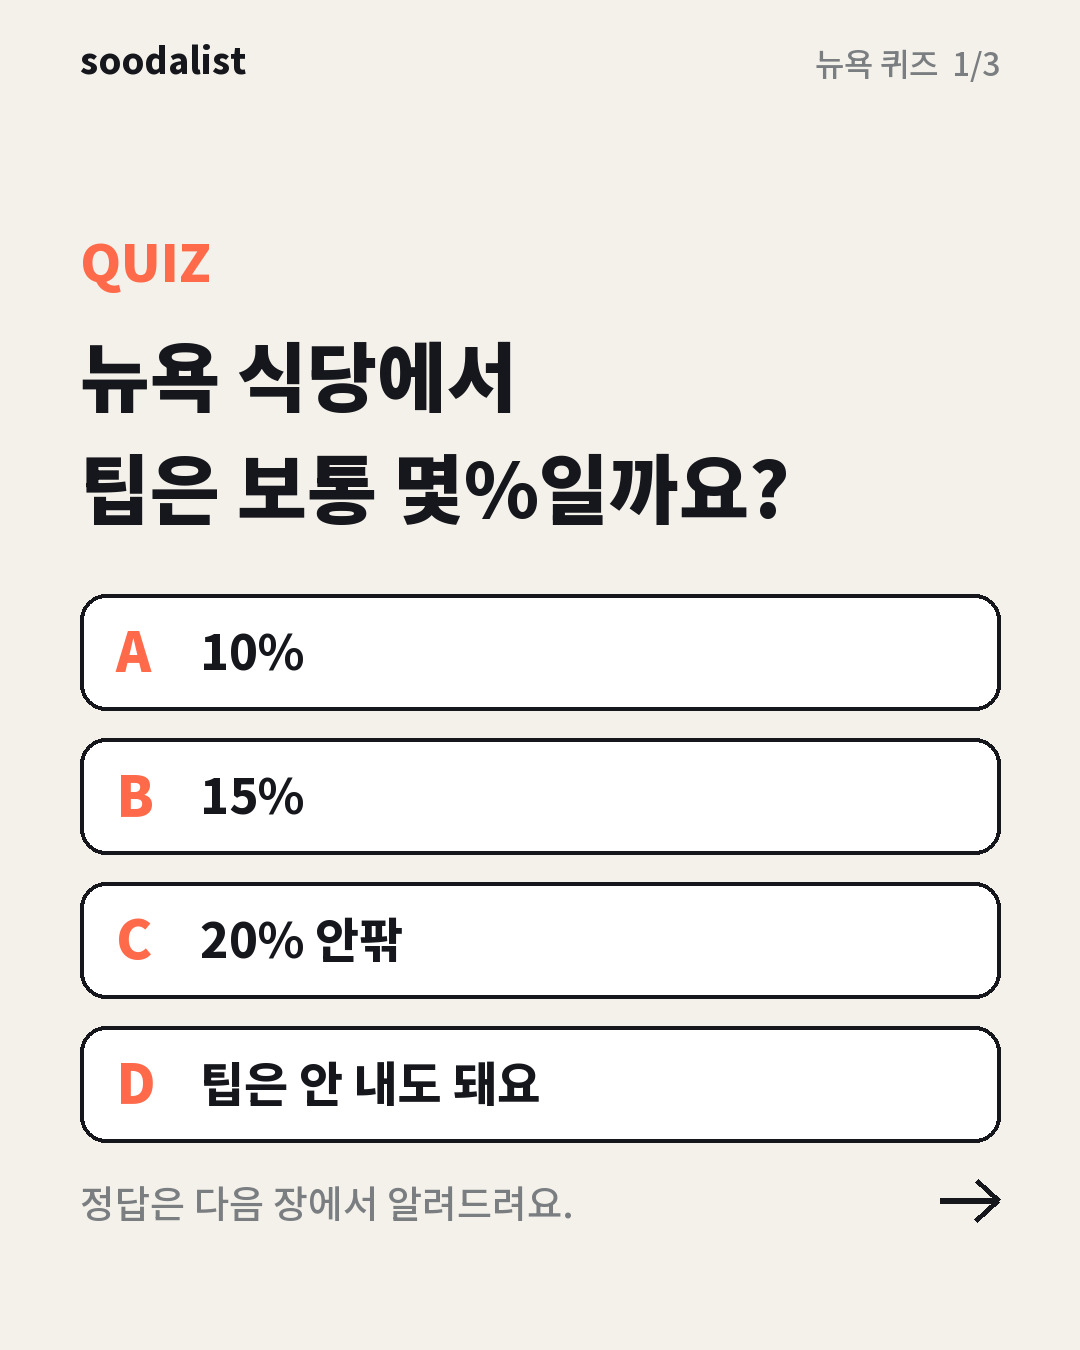 soodalist
뉴욕 퀴즈 1/3
QUIZ
뉴욕 식당에서
팁은 보통 몇%일까요?
A 10%
B 15%
C 20% 안팎
D 팁은 안 내도 돼요
정답은 다음 장에서 알려드려요.